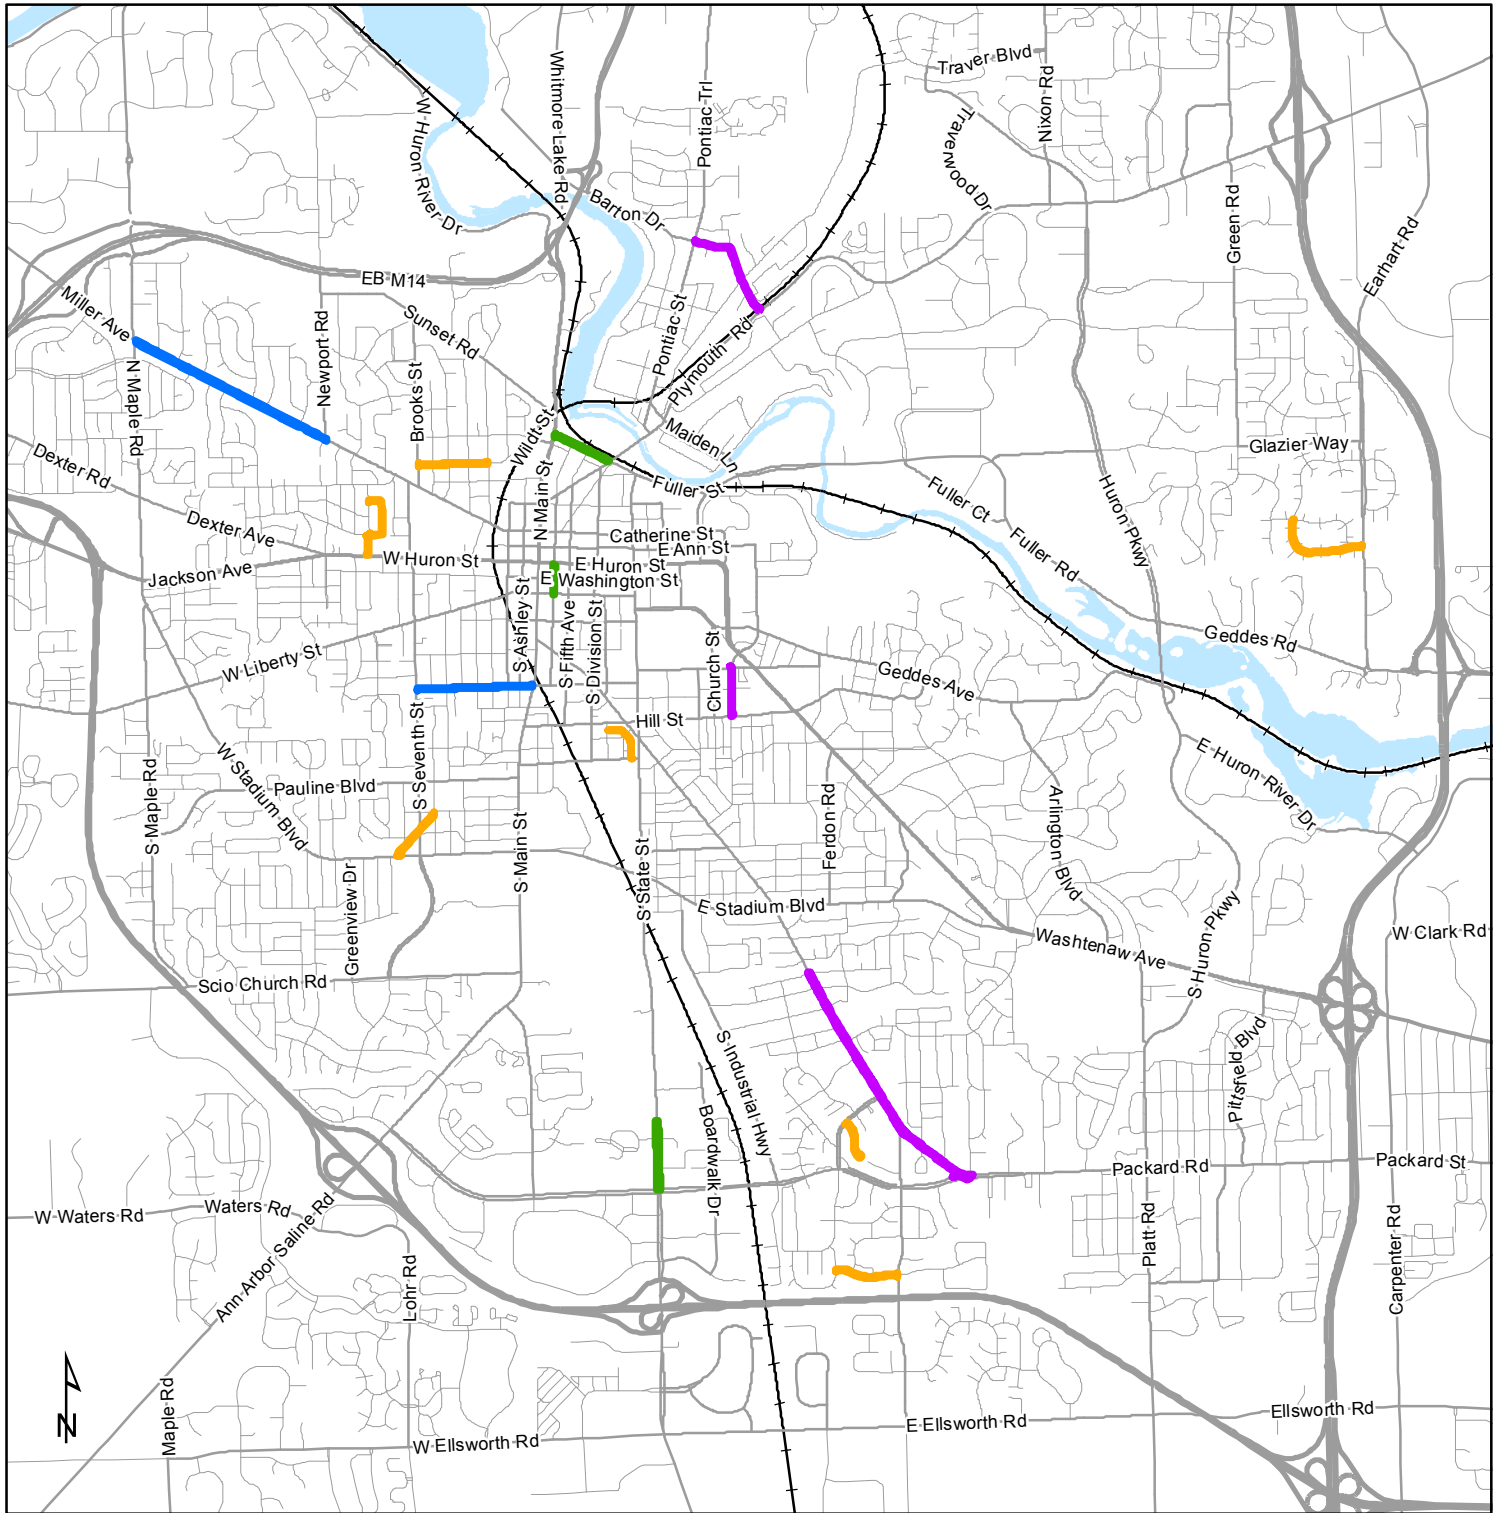 Traver Blvd
Whitmore Lake Rd
Pontiac Trl
Nixon Rd
W Huron River Dr
Traverwood Dr
Barton Dr
Green Rd
Earhart Rd
EB M14
Miller Ave
Sunset Rd
Newport Rd
Pontiac St
Plymouth Rd
N Maple Rd
Brooks St
Wildt St
Maiden Ln
Glazier Way
Dexter Rd
N Main St
Fuller St
Fuller Ct
Huron Pkwy
Dexter Ave
Catherine St
E Ann St
Fuller Rd
W Huron St
E Huron St
Jackson Ave
E Washington St
S Ashley St
S Fifth Ave
S Division St
Church St
Geddes Rd
W Liberty St
Geddes Ave
Hill St
S Seventh St
W Stadium Blvd
E Huron River Dr
S Maple Rd
Pauline Blvd
S Main St
S State St
Ferdon Rd
Arlington Blvd
Greenview Dr
E Stadium Blvd
S Huron Pkwy
W Clark Rd
Washtenaw Ave
Scio Church Rd
S Industrial Hwy
Pittsfield Blvd
Boardwalk Dr
Packard Rd
Packard St
W Waters Rd
Waters Rd
Ann Arbor Saline Rd
Platt Rd
Lohr Rd
Carpenter Rd
N
Maple Rd
W Ellsworth Rd
E Ellsworth Rd
Ellsworth Rd